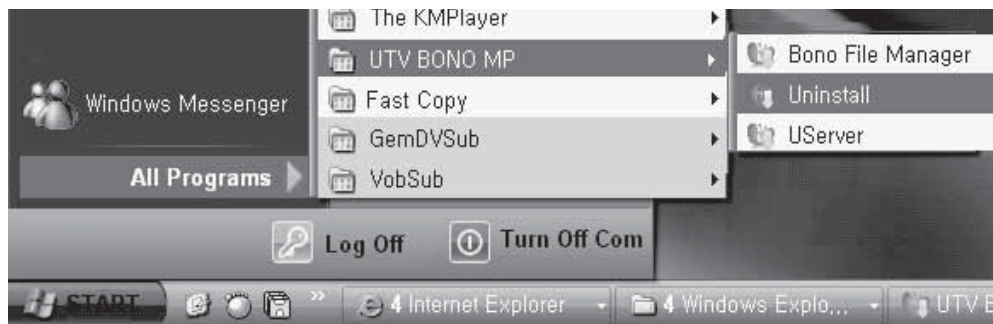 The KMPlayer
UTV BONO MP
Bono File Manager
Windows Messenger
Fast Copy
Uninstall
GemDVSub
UServer
All Programs
VobSub
Log Off
Turn Off Com
START
4 Internet Explorer
4 Windows Explo...
UTV